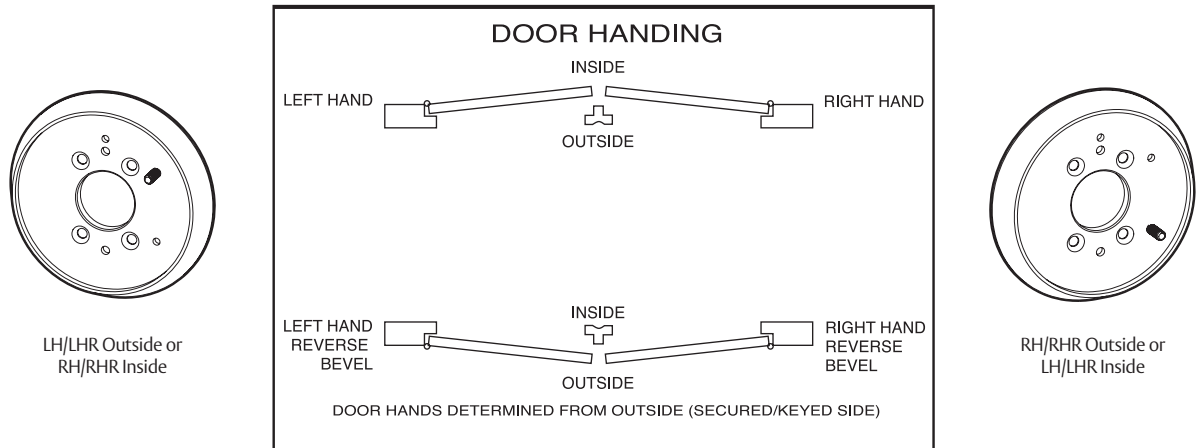 DOOR HANDING
INSIDE
LEFT HAND
RIGHT HAND
OUTSIDE
LH/LHR Outside or
RH/RHR Inside
RH/RHR Outside or
LH/LHR Inside
LEFT HAND
REVERSE
BEVEL
INSIDE
RIGHT HAND
REVERSE
BEVEL
OUTSIDE
DOOR HANDS DETERMINED FROM OUTSIDE (SECURED/KEYED SIDE)